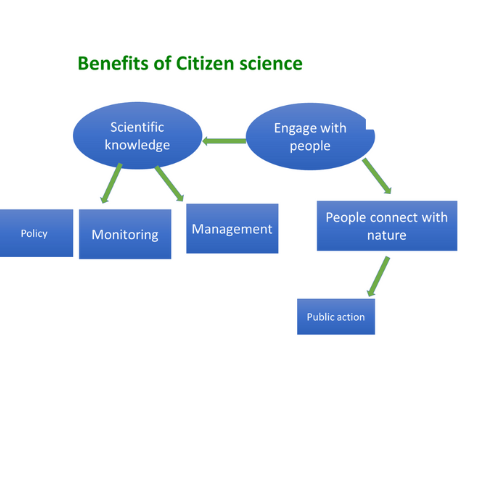 Benefits of Citizen science
Scientific
knowledge
Engage with
people
Policy
Monitoring
Management
People connect with
nature
Public action